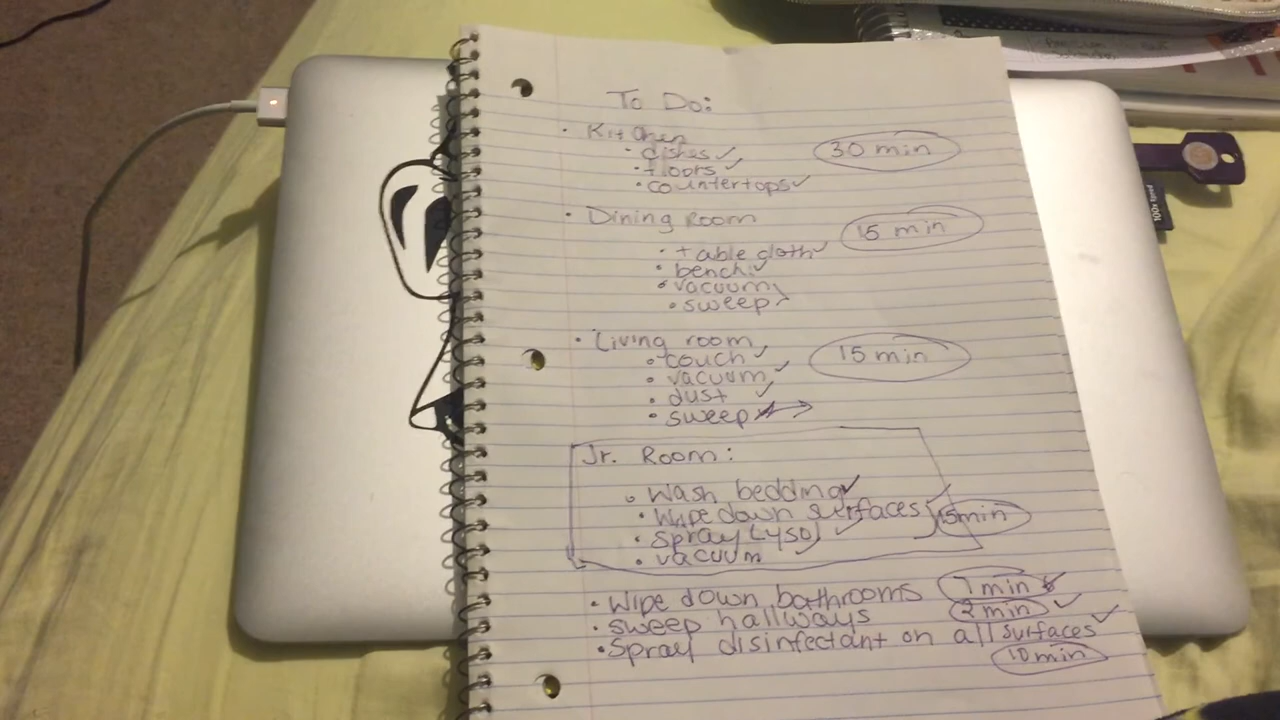 To Do:
• Kitchen
• dishes ✓
• floors ✓
• countertops ✓
30 min
• Dining Room
15 min
• table cloth ✓
• bench ✓
• vacuum ✓
• sweep ✓
• Living room
15 min
• couch ✓
• vacuum ✓
• dust ✓
• sweep
Jr. Room:
• Wash bedding ✓
• Wipe down surfaces ✓
15min
• Spray Lysol ✓
• vacuum ✓
• Wipe down bathrooms 7 min ✓
• sweep hallways 2 min ✓
• Spray disinfectant on all surfaces ✓
10 min
100x